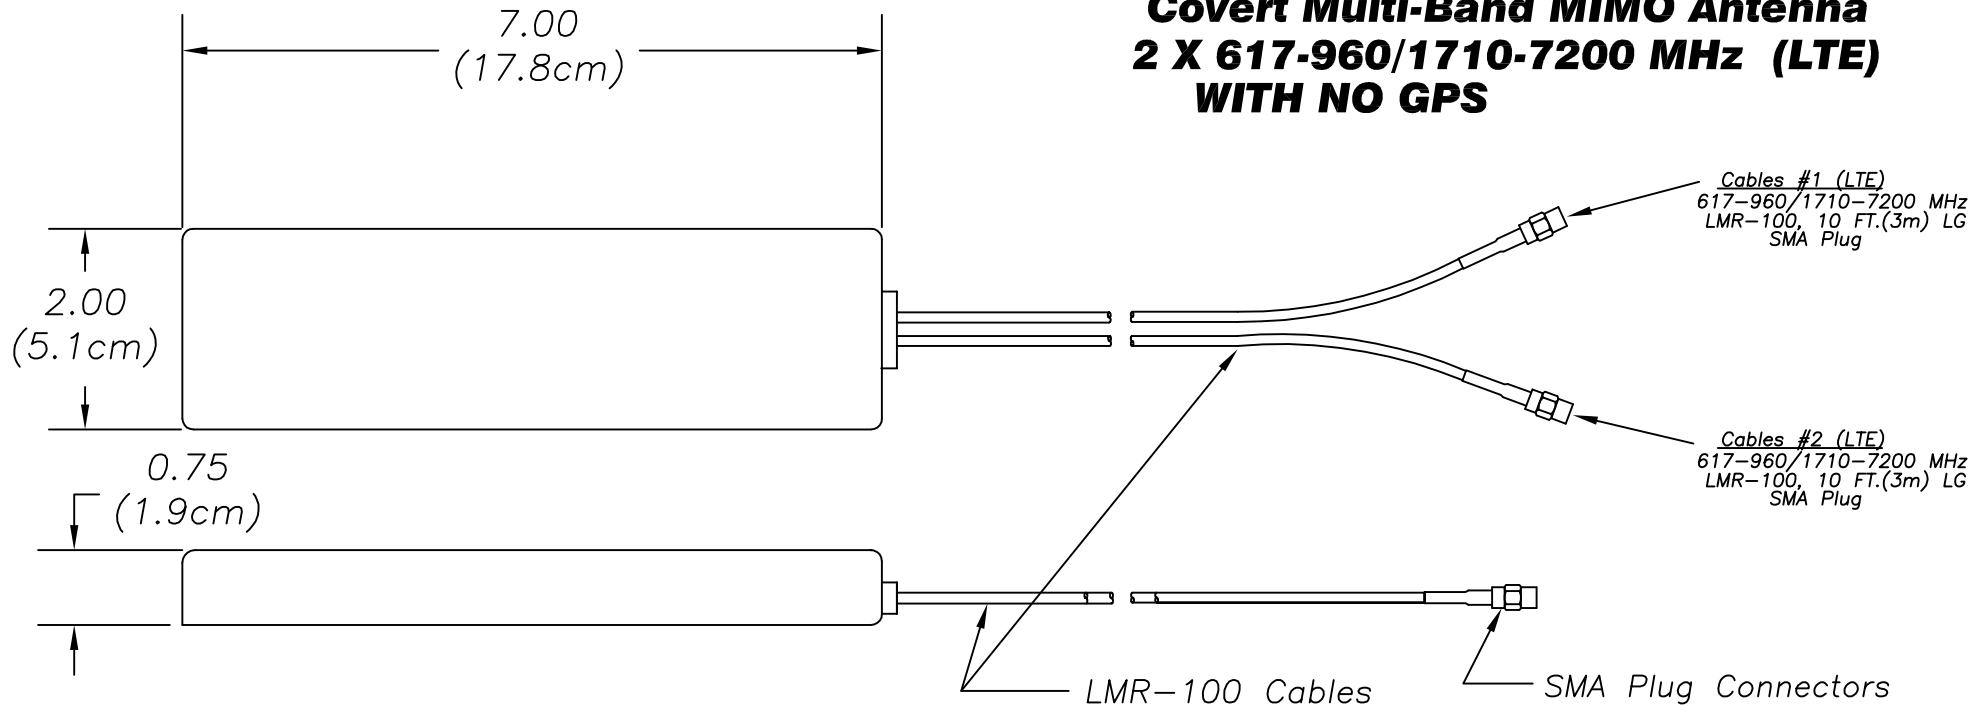 Covert Multi-Band MIMO Antenna
2 X 617-960/1710-7200 MHz (LTE)
WITH NO GPS
7.00
(17.8cm)
2.00
(5.1cm)
0.75
(1.9cm)
Cables #1 (LTE)
617-960/1710-7200 MHz
LMR-100, 10 FT.(3m) LG
SMA Plug
Cables #2 (LTE)
617-960/1710-7200 MHz
LMR-100, 10 FT.(3m) LG
SMA Plug
LMR-100 Cables
SMA Plug Connectors